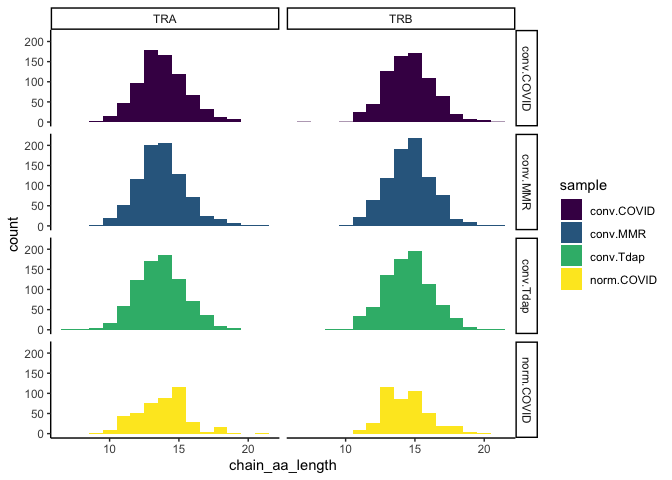 TRA
TRB
200
150
100
50
0
conv.COVID
200
150
100
50
0
conv.MMR
200
150
100
50
0
conv.Tdap
200
150
100
50
0
norm.COVID
count
10
15
20
10
15
20
chain_aa_length
sample
conv.COVID
conv.MMR
conv.Tdap
norm.COVID